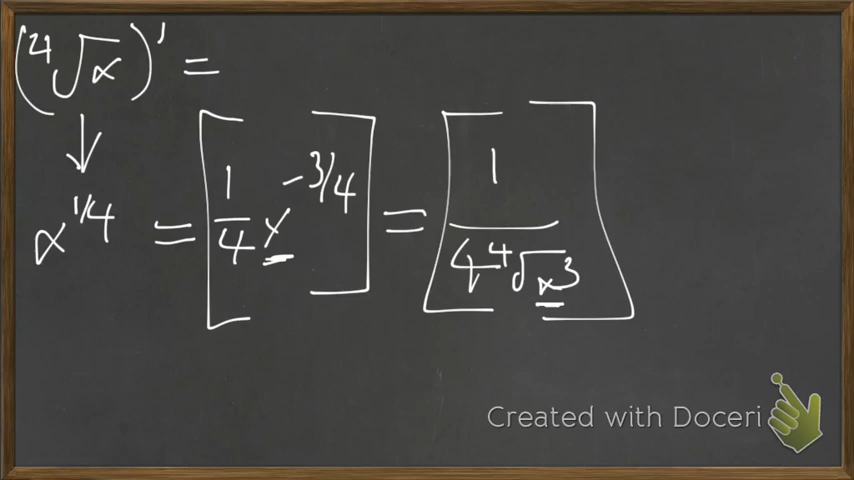 (⁴√x)' =
↓
x^{1/4} = [1/4 x^{-3/4}] = [1/(4 ⁴√x³)]
Created with Doceri